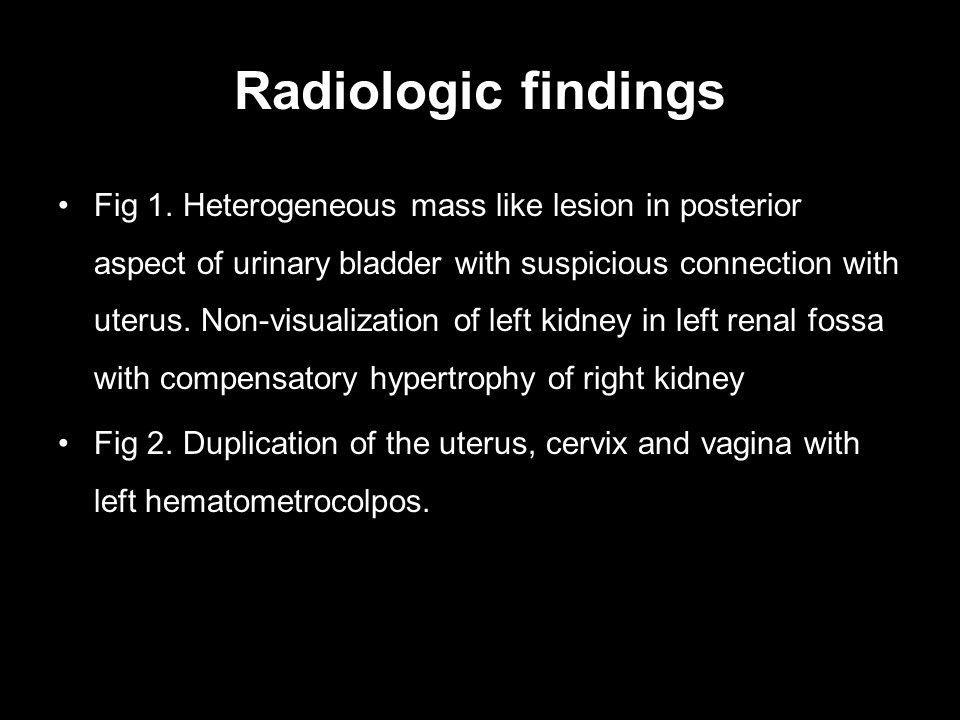 Radiologic findings
• Fig 1. Heterogeneous mass like lesion in posterior
aspect of urinary bladder with suspicious connection with
uterus. Non-visualization of left kidney in left renal fossa
with compensatory hypertrophy of right kidney
• Fig 2. Duplication of the uterus, cervix and vagina with
left hematometrocolpos.